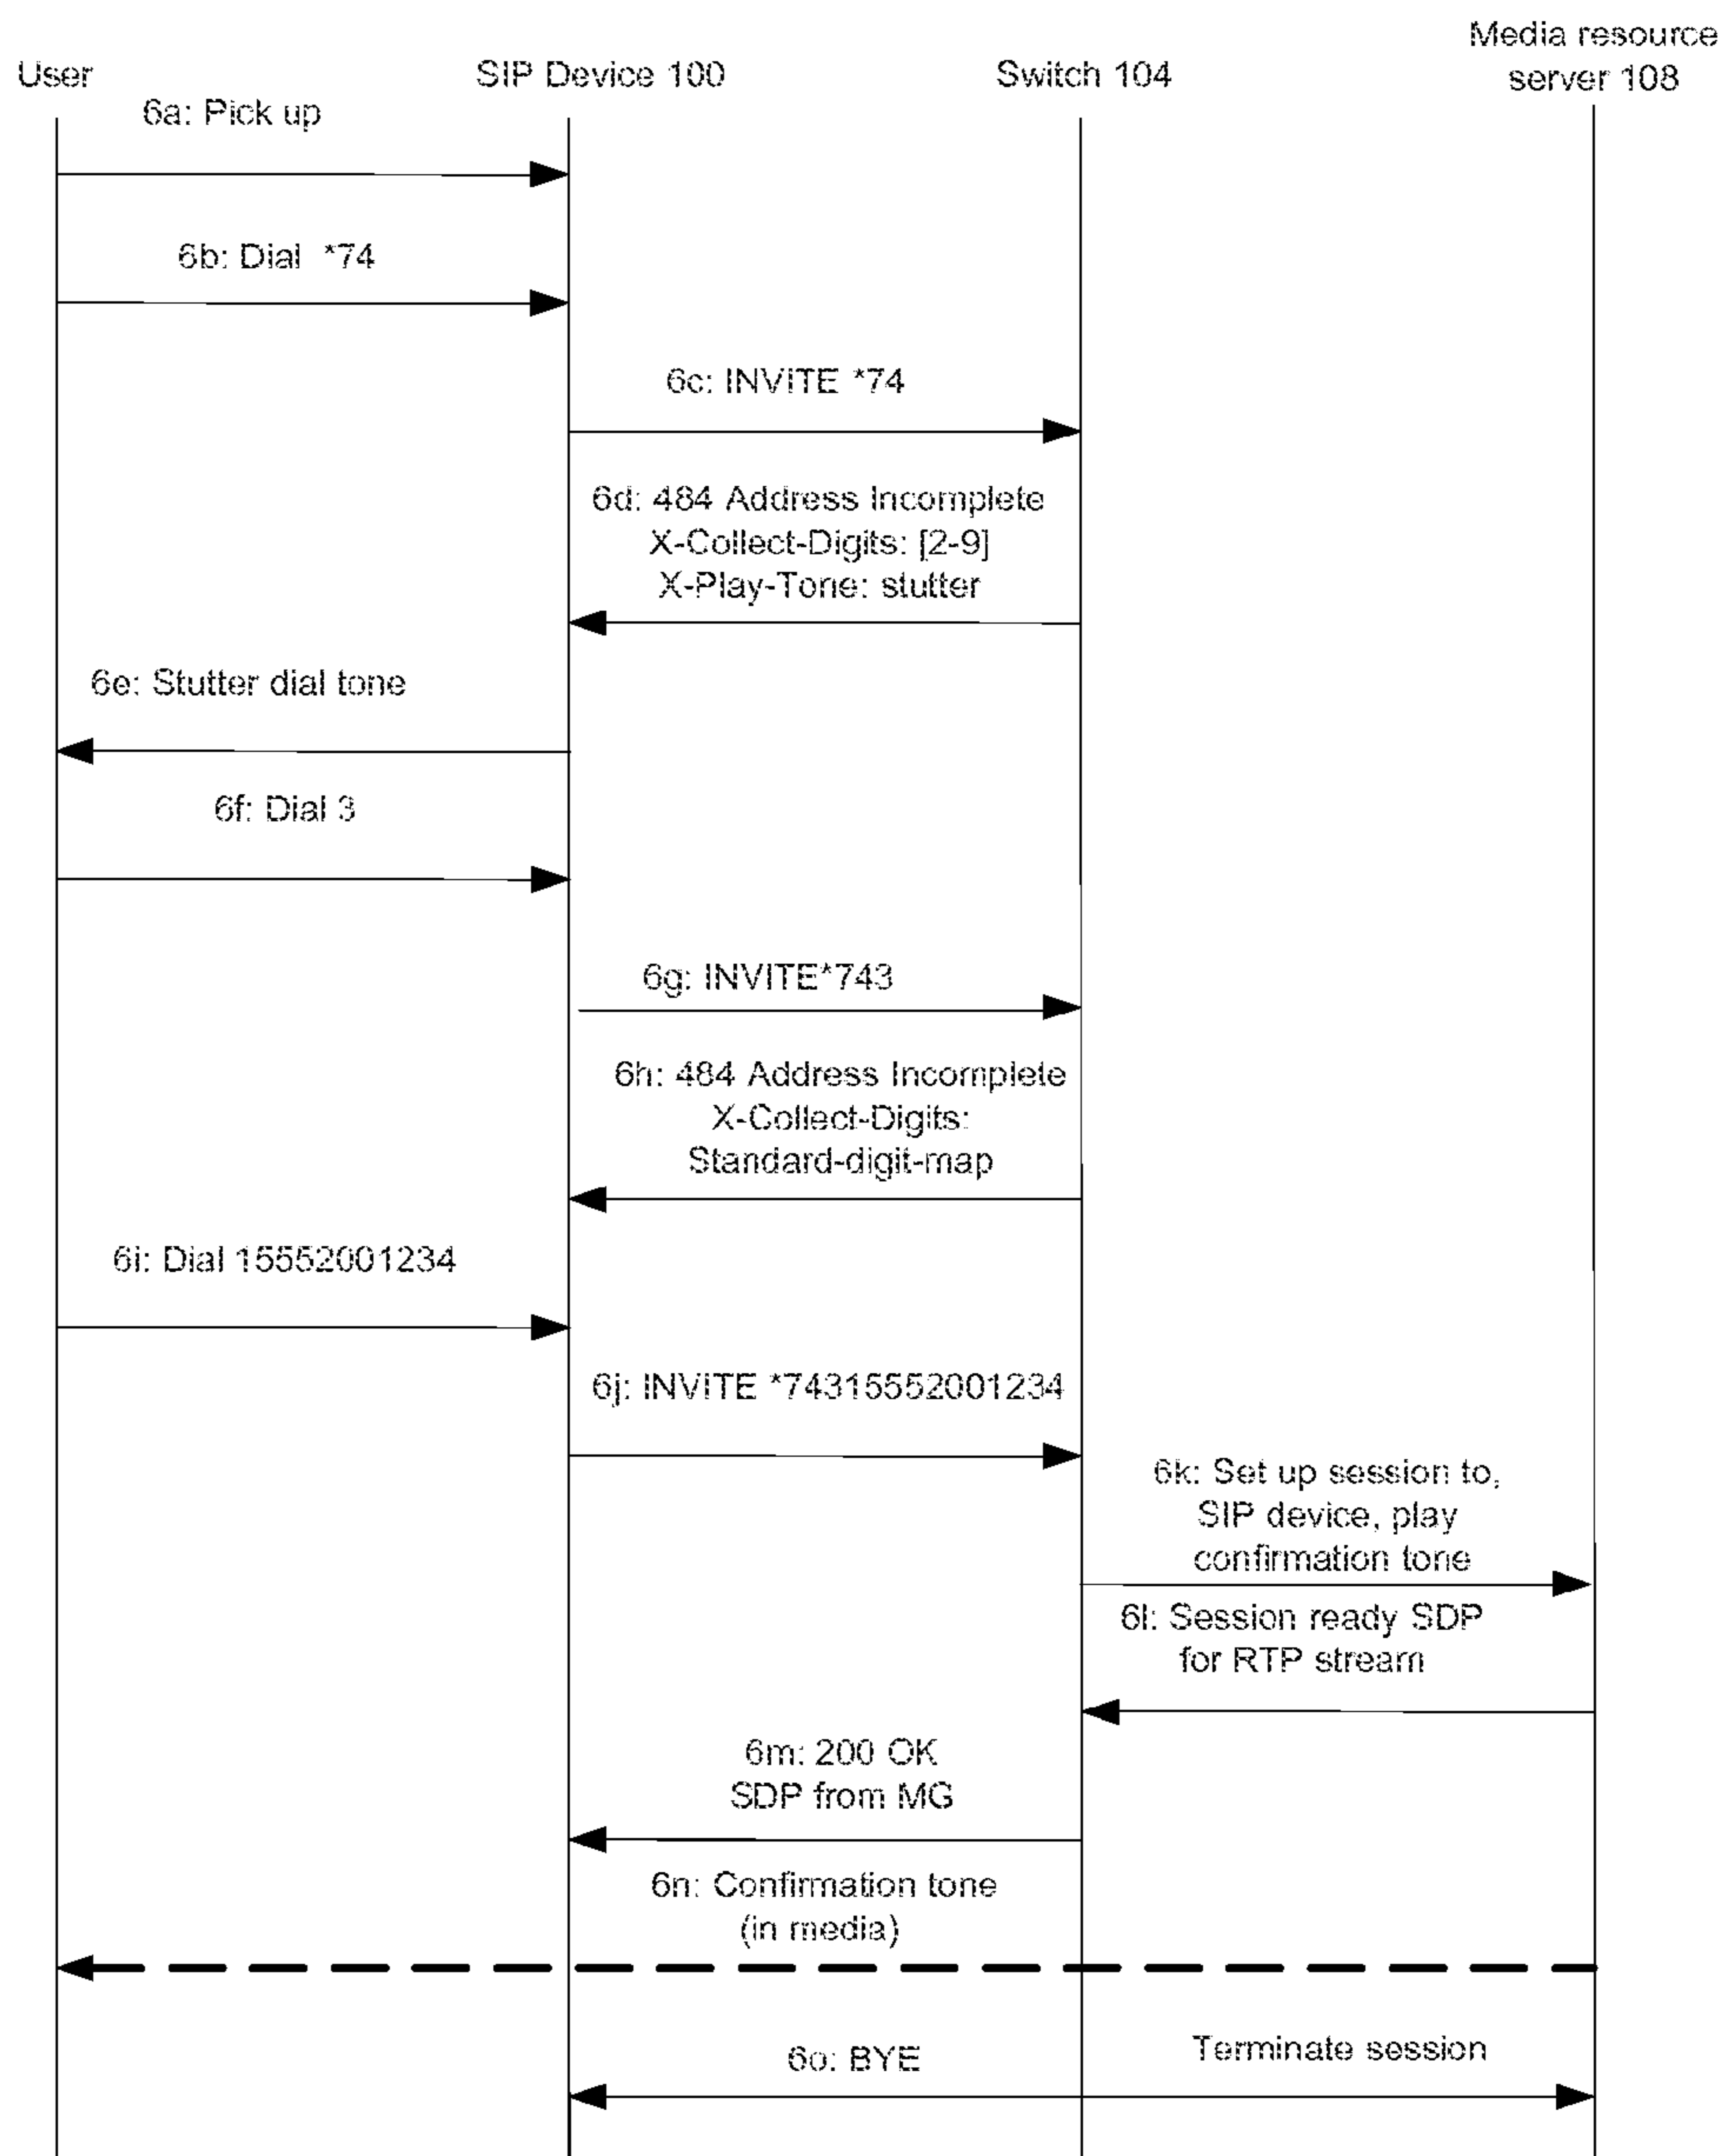 User
SIP Device 100
Switch 104
Media resource
server 108
6a: Pick up
6b: Dial *74
6c: INVITE *74
6d: 484 Address Incomplete
X-Collect-Digits: [2-9]
X-Play-Tone: stutter
6e: Stutter dial tone
6f: Dial 3
6g: INVITE*743
6h: 484 Address Incomplete
X-Collect-Digits:
Standard-digit-map
6i: Dial 15552001234
6j: INVITE *74315552001234
6k: Set up session to,
SIP device, play
confirmation tone
6l: Session ready SDP
for RTP stream
6m: 200 OK
SDP from MG
6n: Confirmation tone
(in media)
6o: BYE
Terminate session